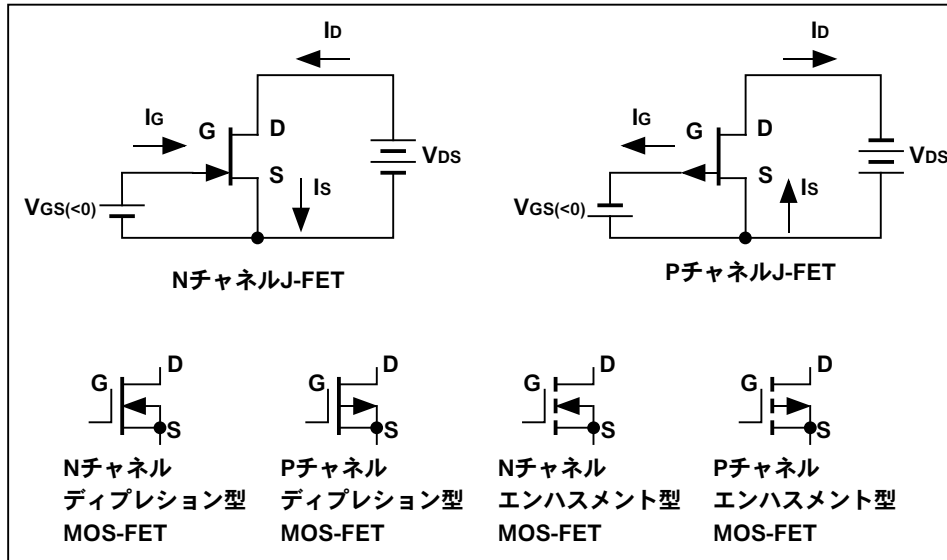 ID
IG
G
D
S
IS
VGS(<0)
VDS
NチャネルJ-FET
ID
IG
G
D
S
IS
VGS(<0)
VDS
PチャネルJ-FET
G
D
S
Nチャネル
ディプレション型
MOS-FET
G
D
S
Pチャネル
ディプレション型
MOS-FET
G
D
S
Nチャネル
エンハスメント型
MOS-FET
G
D
S
Pチャネル
エンハスメント型
MOS-FET